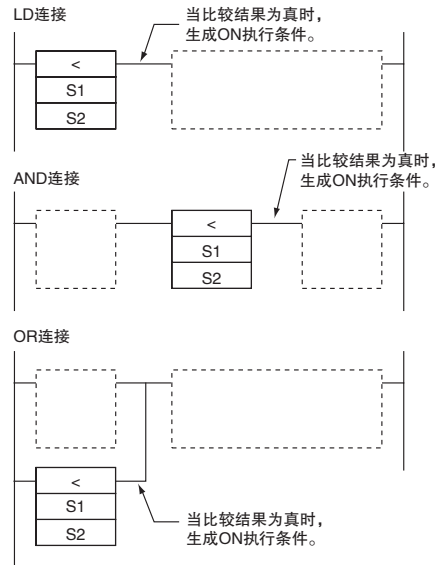 LD连接
当比较结果为真时,
生成ON执行条件。
<
S1
S2
AND连接
当比较结果为真时,
生成ON执行条件。
<
S1
S2
OR连接
<
S1
S2
当比较结果为真时,
生成ON执行条件。